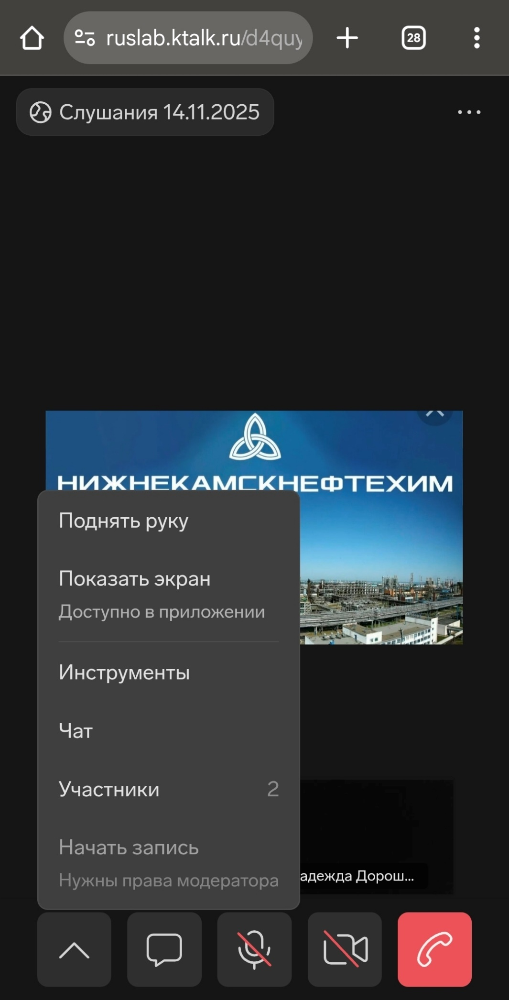 ruslab.ktalk.ru/d4quy
28
Слушания 14.11.2025
НИЖНЕКАМСКНЕФТЕХИМ
Поднять руку
Показать экран
Доступно в приложении
Инструменты
Чат
Участники 2
Начать запись
Нужны права модератора
адежда Дорош...